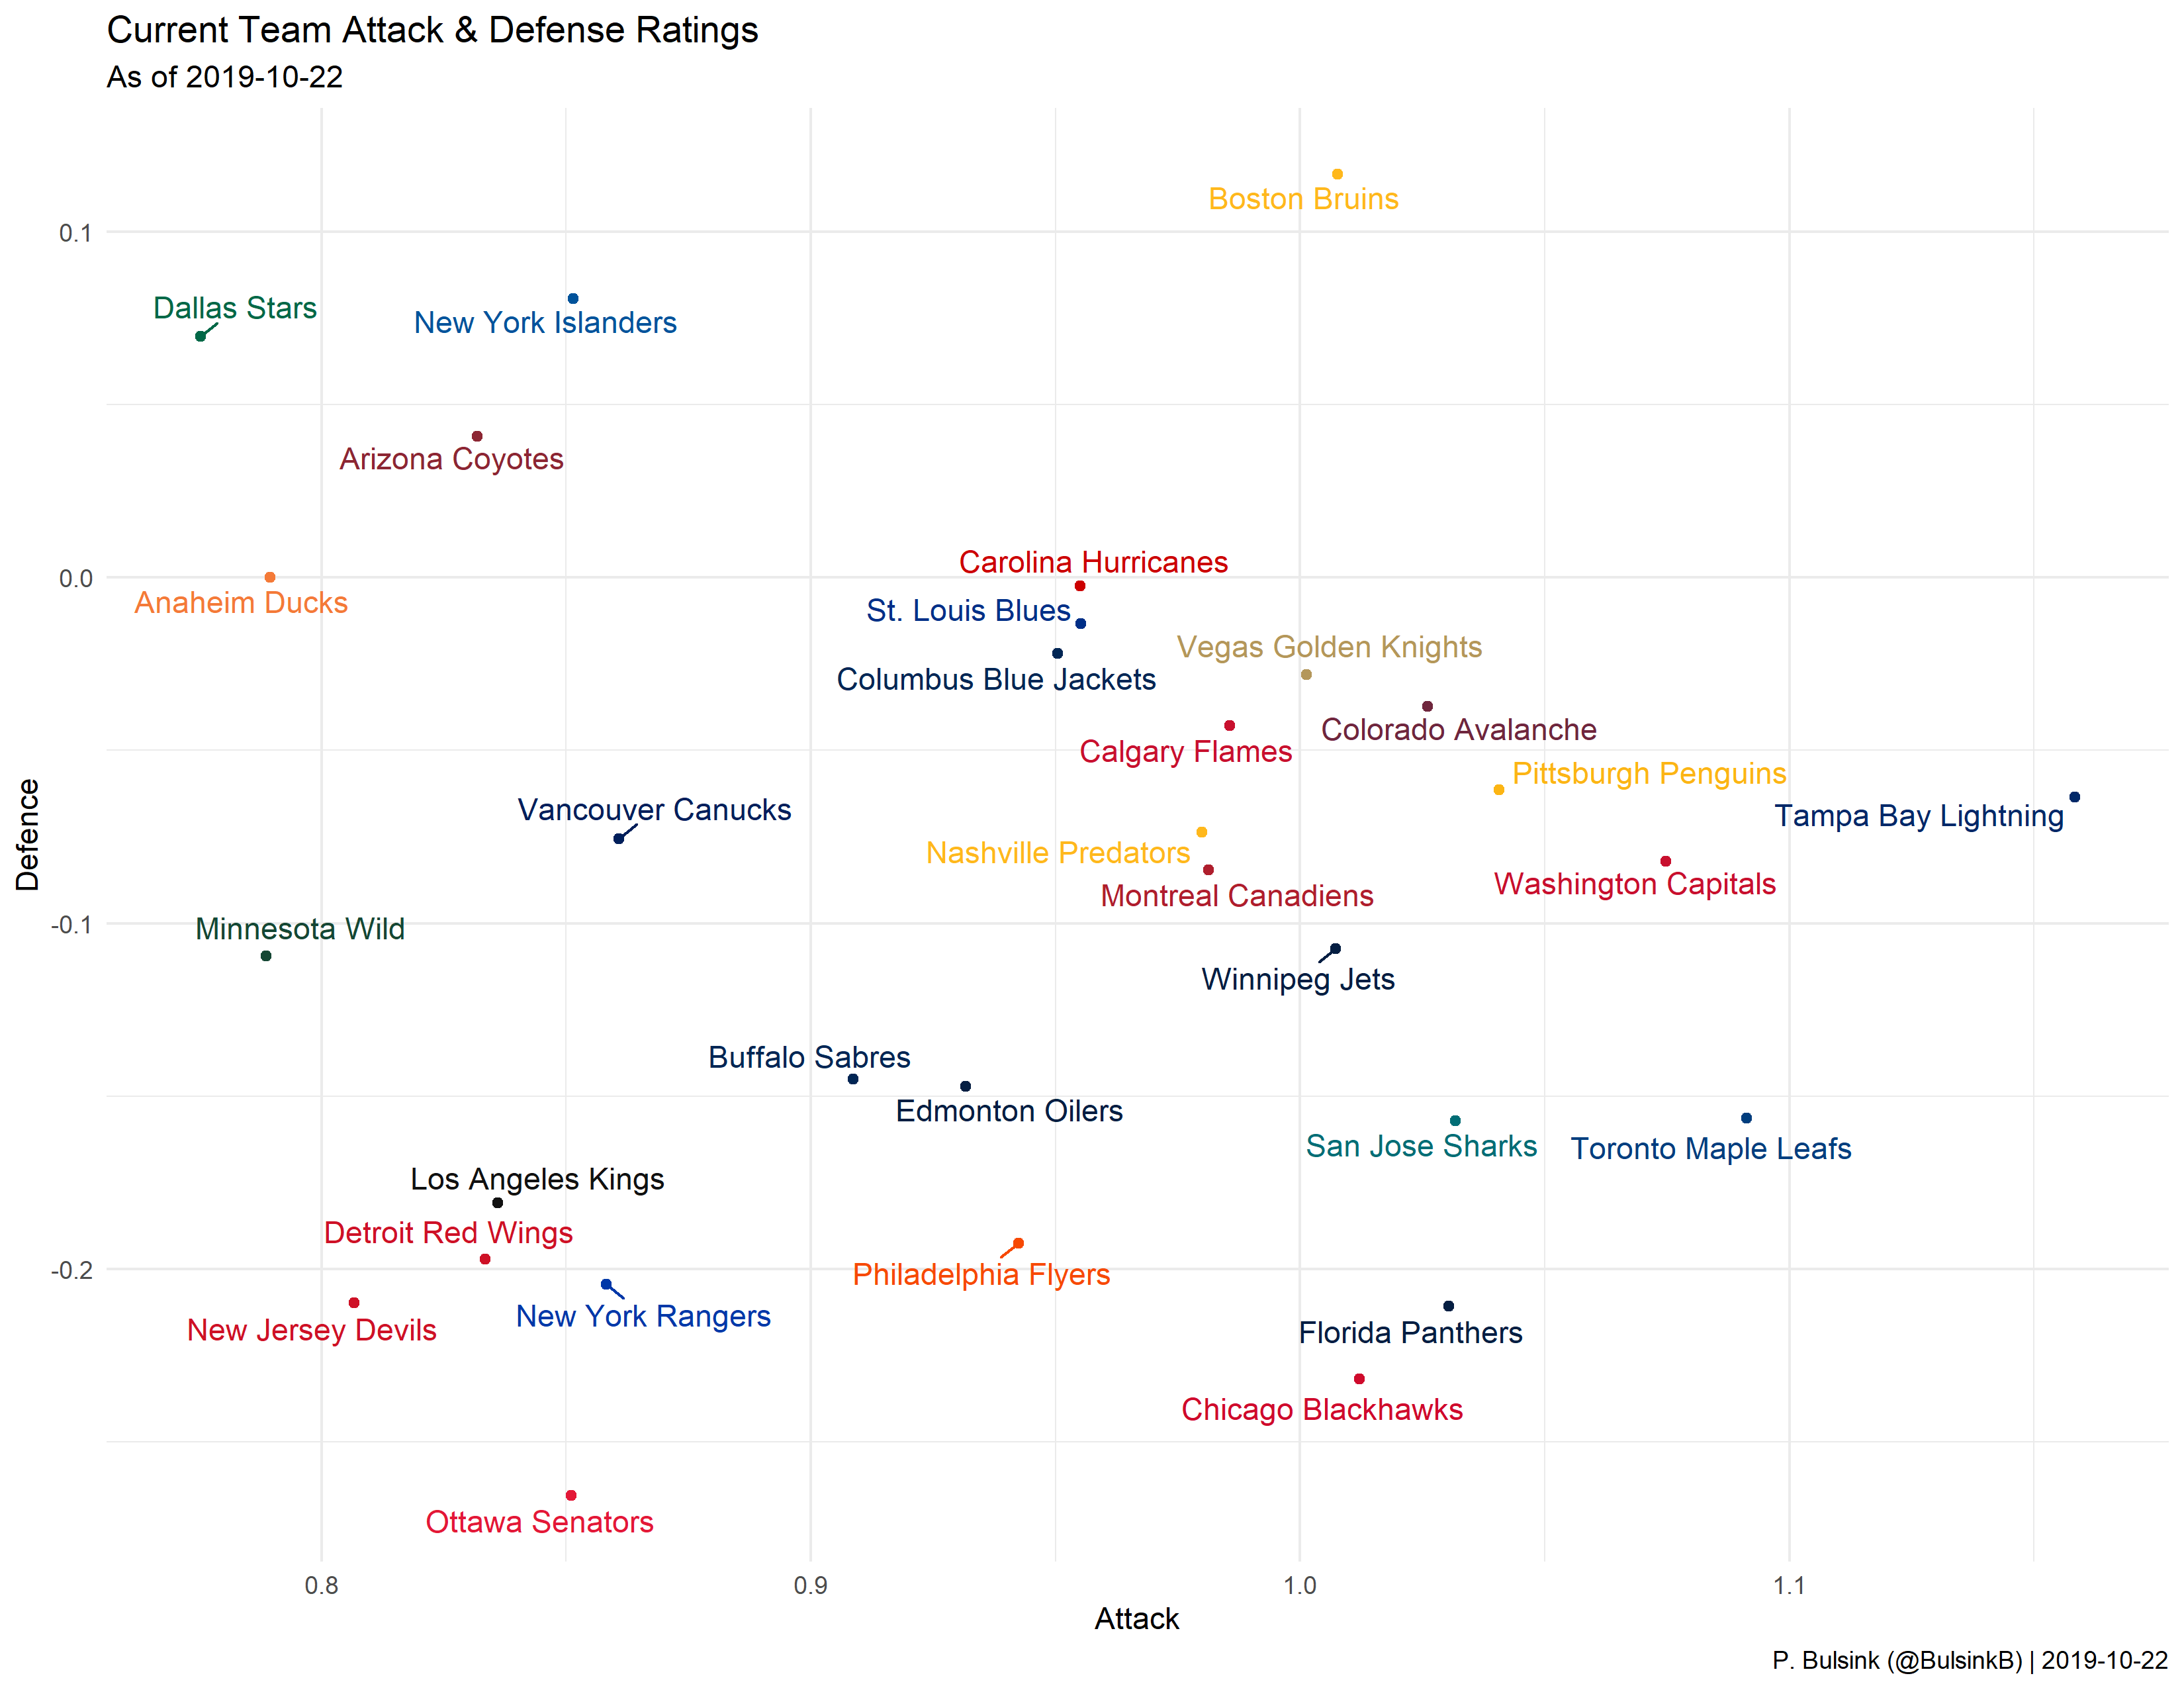 Current Team Attack & Defense Ratings
As of 2019-10-22
Boston Bruins
0.1
Dallas Stars
New York Islanders
Arizona Coyotes
Carolina Hurricanes
0.0
Anaheim Ducks
St. Louis Blues
Vegas Golden Knights
Columbus Blue Jackets
Colorado Avalanche
Calgary Flames
Pittsburgh Penguins
Vancouver Canucks
Tampa Bay Lightning
Defence
Nashville Predators
Washington Capitals
Montreal Canadiens
-0.1
Minnesota Wild
Winnipeg Jets
Buffalo Sabres
Edmonton Oilers
San Jose Sharks
Toronto Maple Leafs
Los Angeles Kings
Detroit Red Wings
-0.2
Philadelphia Flyers
New York Rangers
New Jersey Devils
Florida Panthers
Chicago Blackhawks
Ottawa Senators
0.8
0.9
1.0
1.1
Attack
P. Bulsink (@BulsinkB) | 2019-10-22